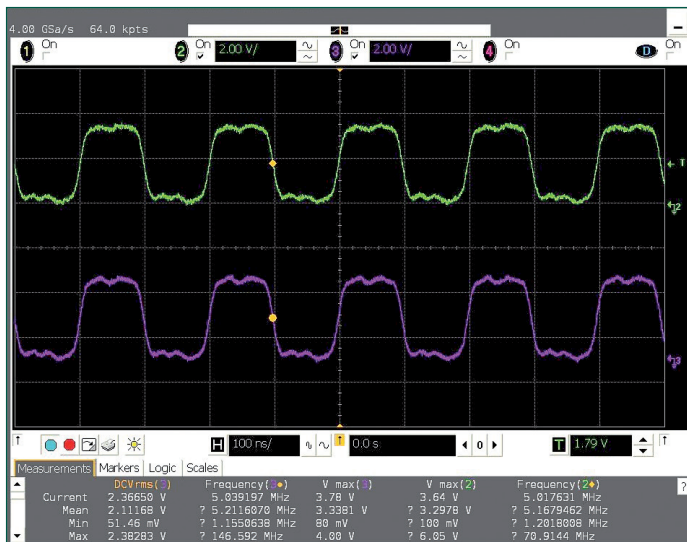 4.00 GSa/s 64.0 kpts
1 On 2 On 2.00 V/ 3 On 2.00 V/ 4 On D On
T
2
3
H 100 ns/ 0.0 s 0 T 1.79 V
Measurements Markers Logic Scales
DCVrms(3) Frequency(3) V max(3) V max(2) Frequency(2) ?
Current 2.36650 V 5.039197 MHz 3.78 V 3.64 V 5.017631 MHz
Mean 2.11168 V ? 5.2116070 MHz 3.3381 V ? 3.2978 V ? 5.1679462 MHz
Min 51.46 mV ? 1.1550638 MHz 80 mV ? 100 mV ? 1.2018008 MHz
Max 2.38283 V ? 146.592 MHz 4.00 V ? 6.05 V ? 70.9144 MHz